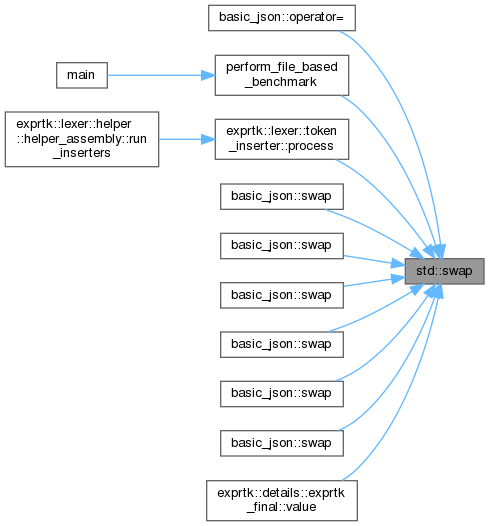 basic_json::operator=
perform_file_based
_benchmark
main
exprtk::lexer::helper
::helper_assembly::run
_inserters
exprtk::lexer::token
_inserter::process
basic_json::swap
basic_json::swap
std::swap
basic_json::swap
basic_json::swap
basic_json::swap
basic_json::swap
exprtk::details::exprtk
_final::value